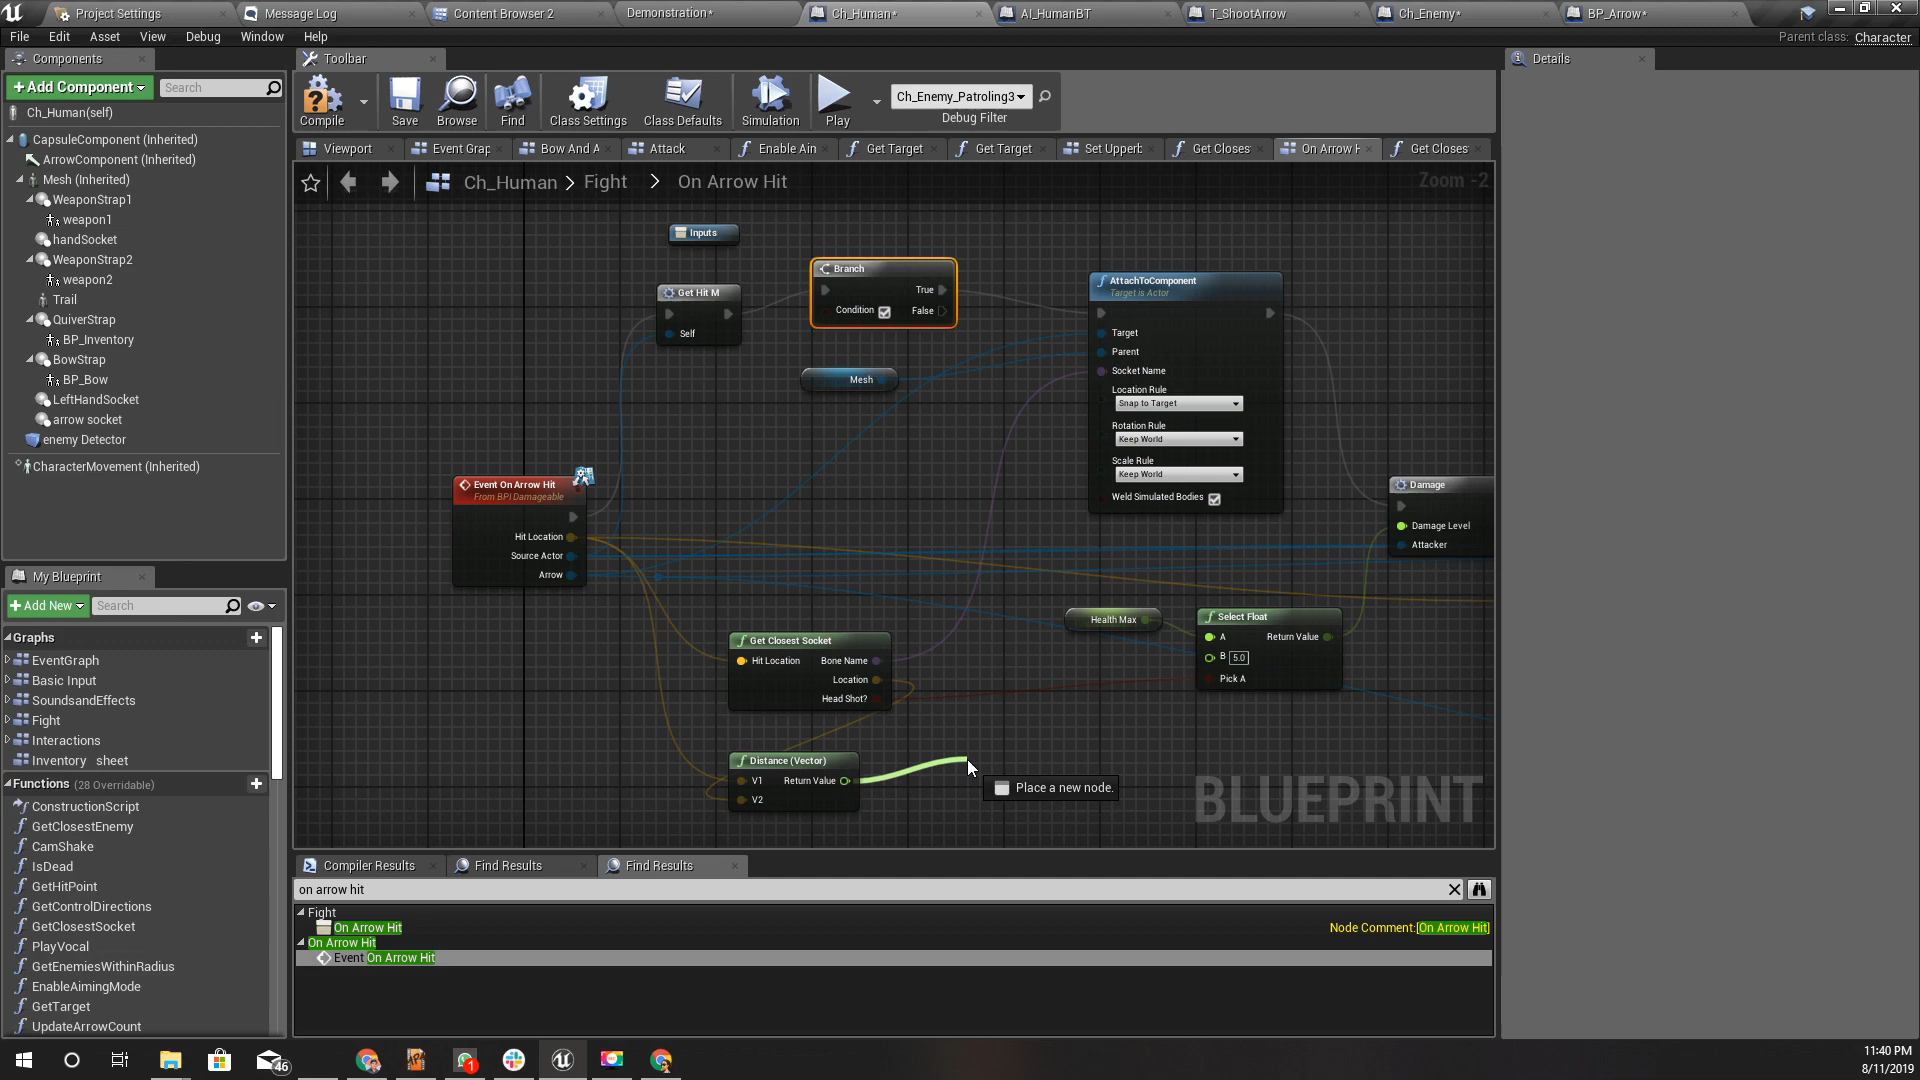 Project Settings
Message Log
Content Browser 2
Demonstration*
Ch_Human*
AI_HumanBT
T_ShootArrow
Ch_Enemy*
BP_Arrow*
File Edit Asset View Debug Window Help
Parent class: Character
Components
+Add Component
Search
Ch_Human(self)
CapsuleComponent (Inherited)
ArrowComponent (Inherited)
Mesh (Inherited)
WeaponStrap1
weapon1
handSocket
WeaponStrap2
weapon2
Trail
QuiverStrap
BP_Inventory
BowStrap
BP_Bow
LeftHandSocket
arrow socket
enemy Detector
CharacterMovement (Inherited)
My Blueprint
+Add New
Search
Graphs
EventGraph
Basic Input
SoundsandEffects
Fight
Interactions
Inventory sheet
Functions (28 Overridable)
ConstructionScript
GetClosestEnemy
CamShake
IsDead
GetHitPoint
GetControlDirections
GetClosestSocket
PlayVocal
GetEnemiesWithinRadius
EnableAimingMode
GetTarget
UpdateArrowCount
Toolbar
Compile
Save
Browse
Find
Class Settings
Class Defaults
Simulation
Play
Ch_Enemy_Patroling3
Debug Filter
Viewport
Event Grap
Bow And A
Attack
Enable Ain
Get Target
Get Target
Set Upperb
Get Closes
On Arrow H
Get Closes
Ch_Human > Fight > On Arrow Hit
Zoom -2
Inputs
Get Hit M
Self
Branch
True
Condition
False
Mesh
AttachToComponent
Target is Actor
Target
Parent
Socket Name
Location Rule
Snap to Target
Rotation Rule
Keep World
Scale Rule
Keep World
Weld Simulated Bodies
Event On Arrow Hit
From BPI Damageable
Hit Location
Source Actor
Arrow
Damage
Damage Level
Attacker
Health Max
Select Float
A
Return Value
B 5.0
Pick A
Get Closest Socket
Hit Location
Bone Name
Location
Head Shot?
Distance (Vector)
V1
Return Value
V2
Place a new node.
BLUEPRINT
Compiler Results
Find Results
Find Results
on arrow hit
Fight
On Arrow Hit
Node Comment:[On Arrow Hit]
On Arrow Hit
Event On Arrow Hit
Details
46
1
11:40 PM
8/11/2019